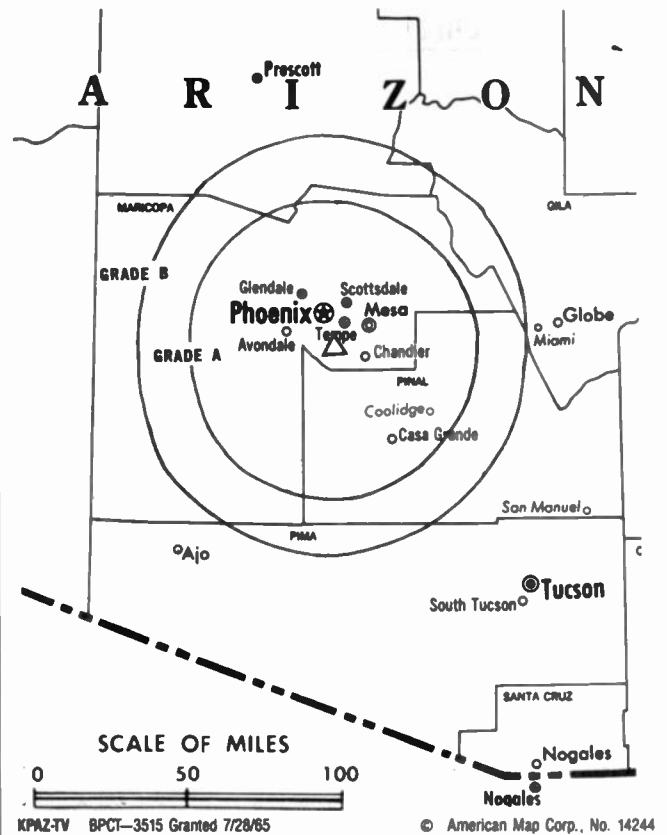 Prescott
A R I Z O N
MARICOPA
GILA
GRADE B
Glendale
Scottsdale
Phoenix
Mesa
Globe
Tempe
Miami
Avondale
GRADE A
Chandler
PINAL
Coolidge
Casa Grande
San Manuel
PIMA
Ajo
Tucson
South Tucson
SANTA CRUZ
SCALE OF MILES
Nogales
0 50 100
Nogales
KPAZ-TV BPCT—3515 Granted 7/28/65 © American Map Corp., No. 14244